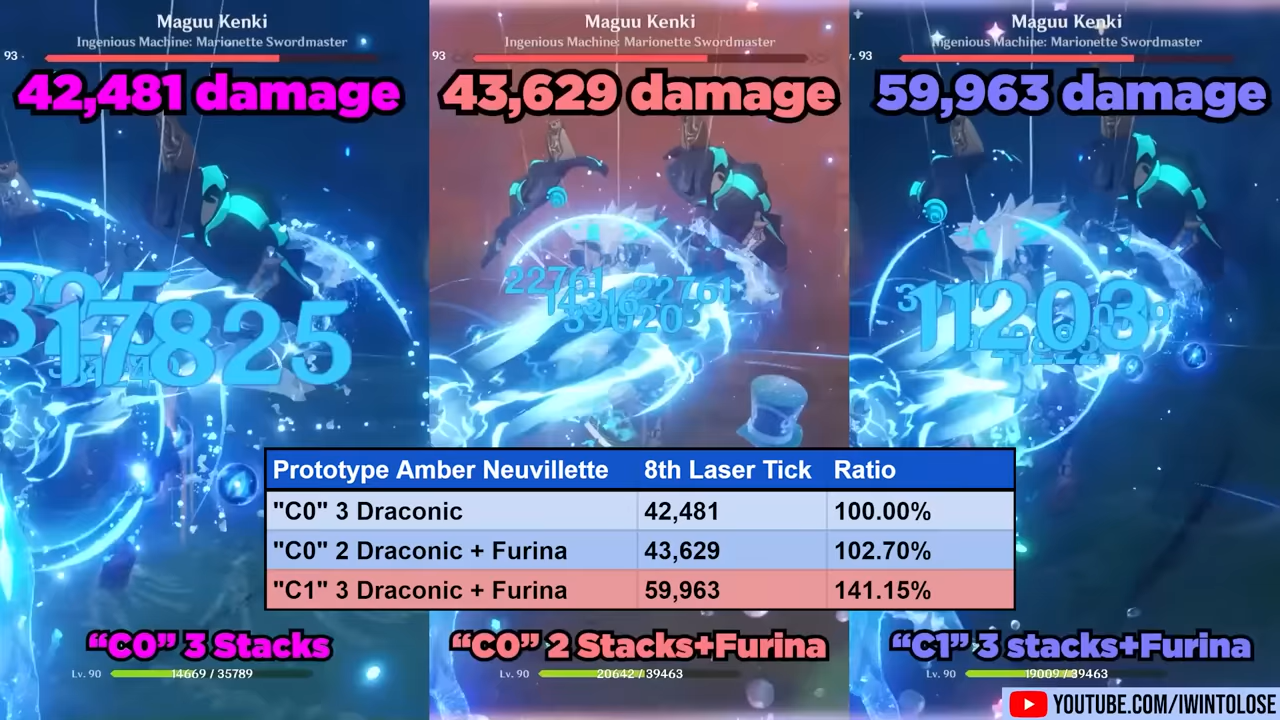 Maguu Kenki
Ingenious Machine: Marionette Swordmaster
93
42,481 damage
17825
"C0" 3 Stacks
Lv. 90 14669 / 35789
Maguu Kenki
Ingenious Machine: Marionette Swordmaster
93
43,629 damage
22761
22761
"C0" 2 Stacks+Furina
Lv. 90 20642 / 39463
Maguu Kenki
Ingenious Machine: Marionette Swordmaster
. 93
59,963 damage
11203
"C1" 3 stacks+Furina
Lv. 90 19009 / 39463
Prototype Amber Neuvillette 8th Laser Tick Ratio
"C0" 3 Draconic 42,481 100.00%
"C0" 2 Draconic + Furina 43,629 102.70%
"C1" 3 Draconic + Furina 59,963 141.15%
YOUTUBE.COM/IWINTOLOSE